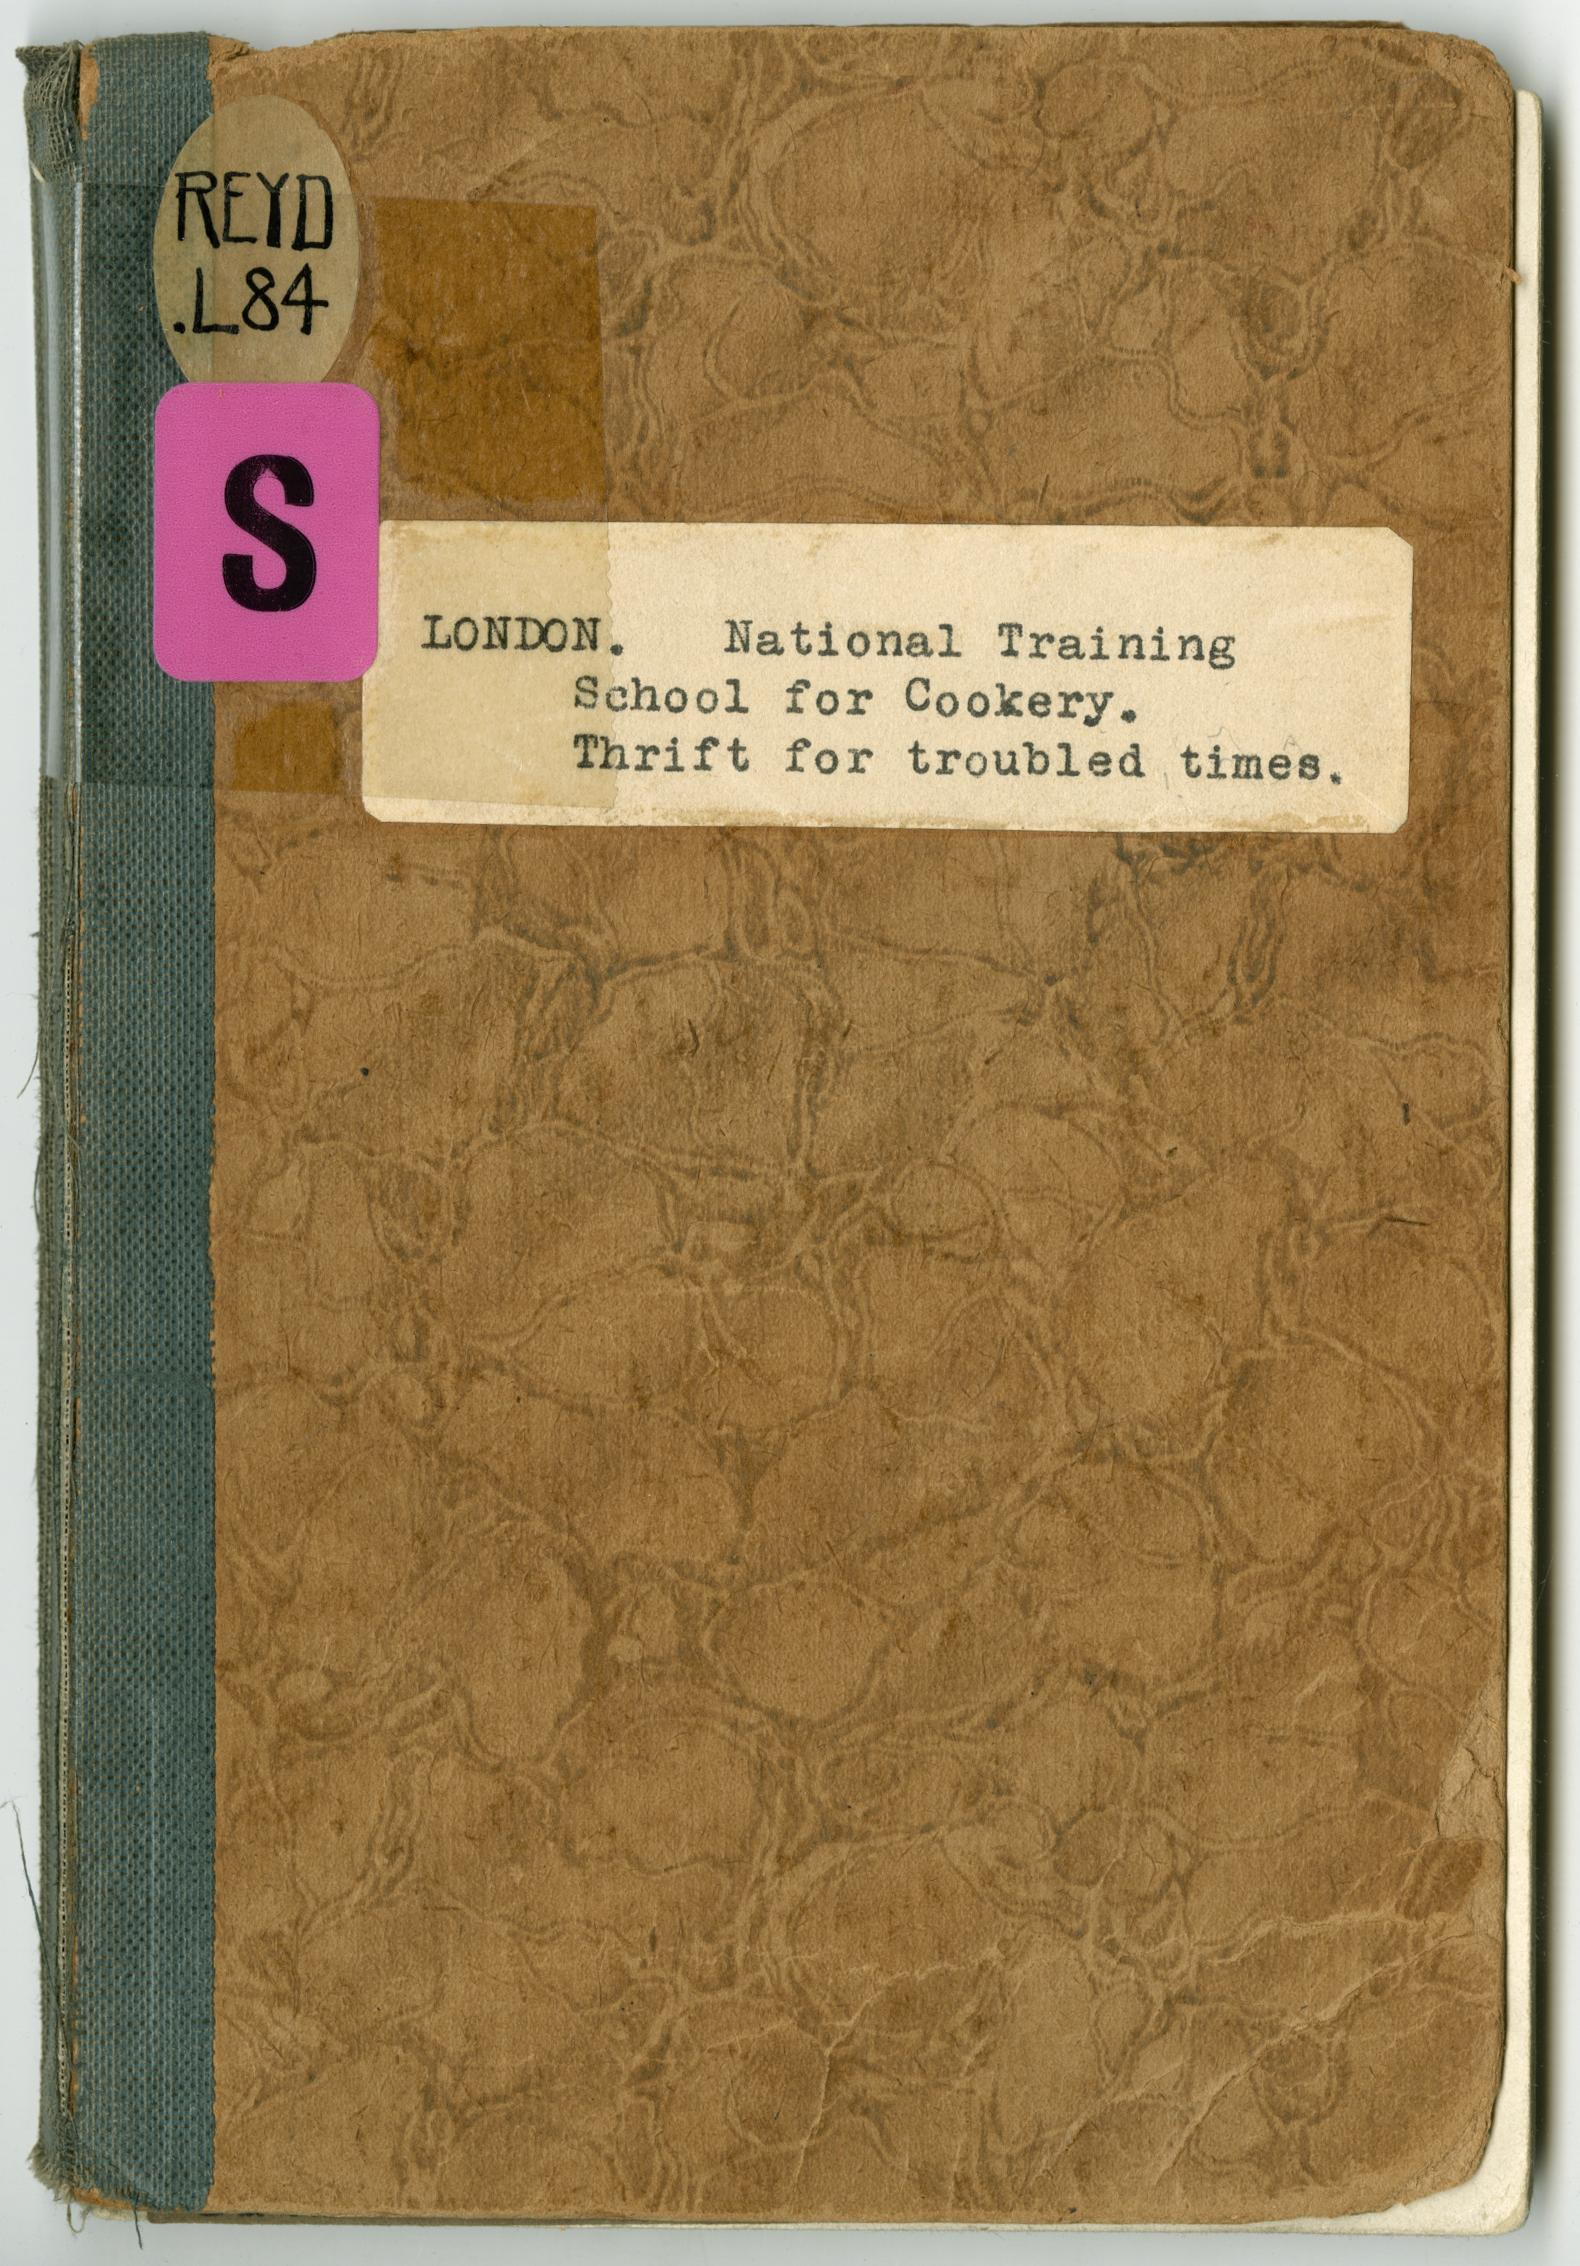 REYD
.L84
S
LONDON. National Training
School for Cookery.
Thrift for troubled times.